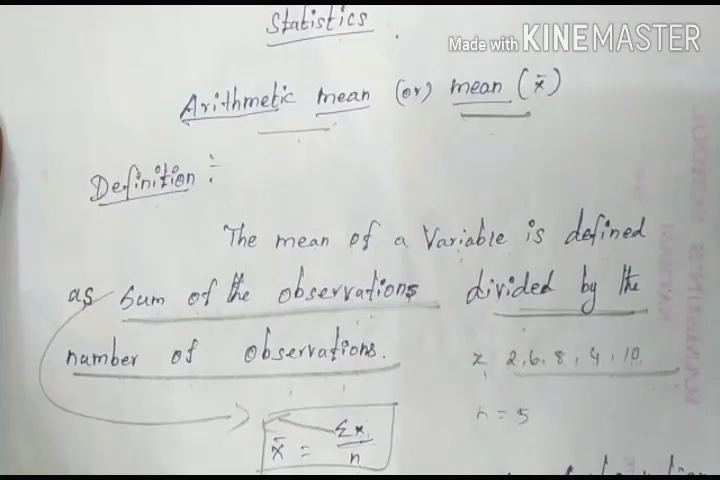 Statistics
Made with KINEMASTER
Arithmetic mean (or) mean (x̄)
Definition :
The mean of a Variable is defined
as Sum of the observations divided by the
number of observations.
x 2, 6, 8, 4, 10
n = 5
x̄ = Σx / n